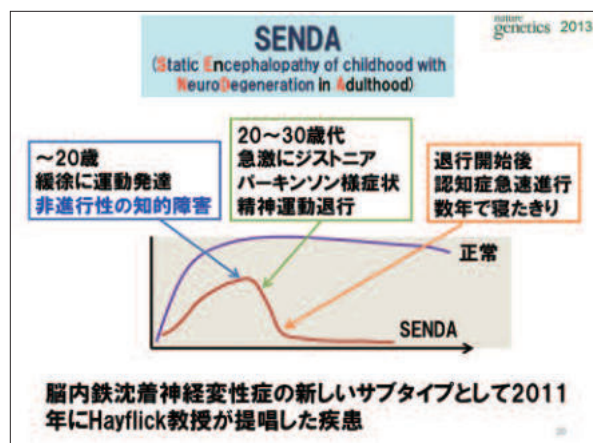 SENDA
(Static Encephalopathy of childhood with
NeuroDegeneration in Adulthood)
nature
genetics 2013
~20歳
緩徐に運動発達
非進行性の知的障害
20~30歳代
急激にジストニア
パーキンソン様症状
精神運動退行
退行開始後
認知症急速進行
数年で寝たきり
正常
SENDA
脳内鉄沈着神経変性症の新しいサブタイプとして2011
年にHayflick教授が提唱した疾患